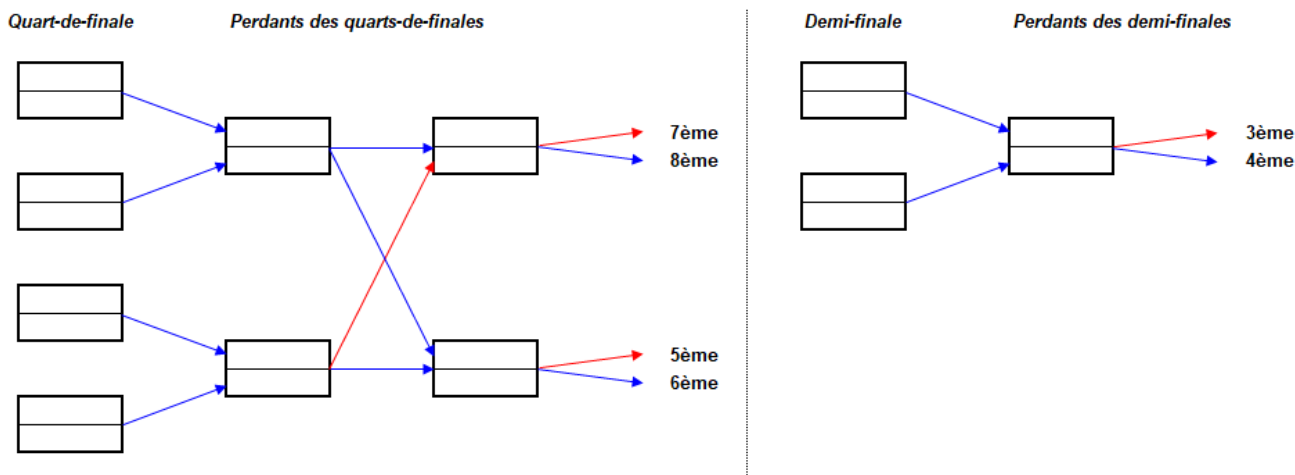 Quart-de-finale
Perdants des quarts-de-finales
7ème
8ème
5ème
6ème
Demi-finale
Perdants des demi-finales
3ème
4ème